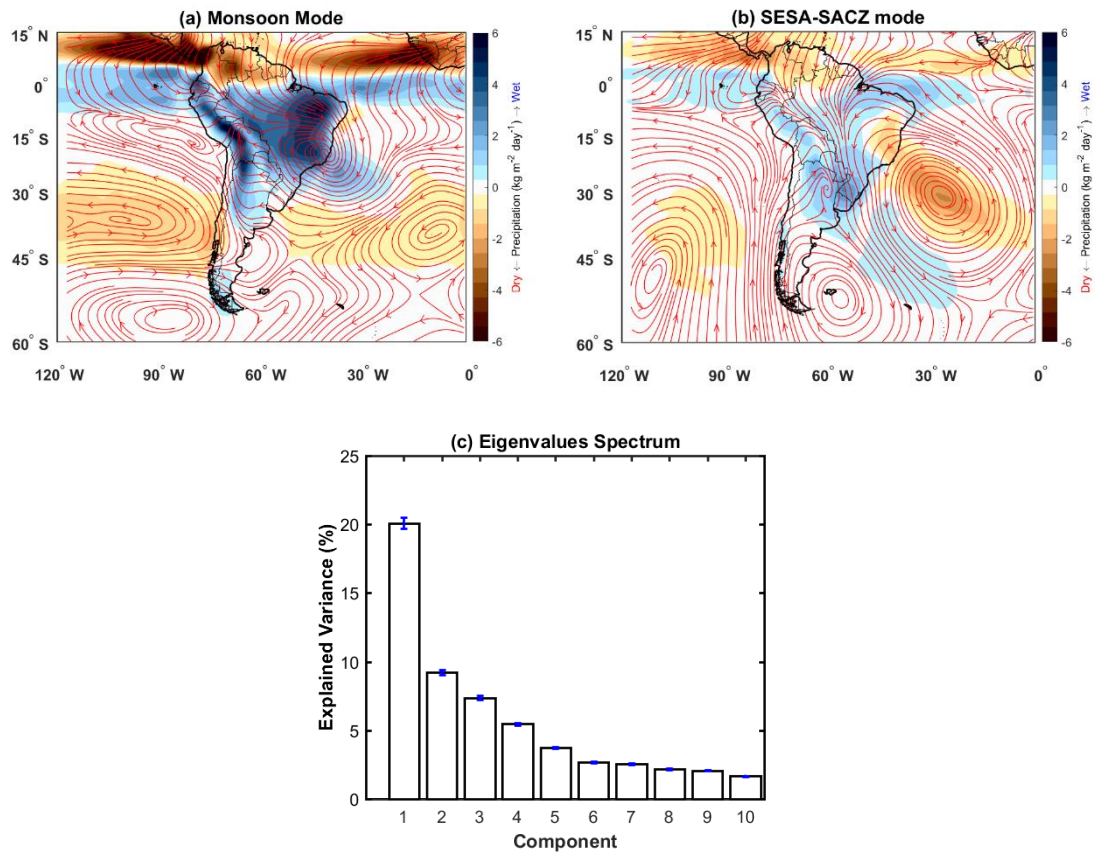 (a) Monsoon Mode
15° N
0°
15° S
30° S
45° S
60° S
120° W
90° W
60° W
30° W
0°
6
4
2
0
-2
-4
-6
Dry ← Precipitation (kg m⁻² day⁻¹) → Wet
(b) SESA-SACZ mode
15° N
0°
15° S
30° S
45° S
60° S
120° W
90° W
60° W
30° W
0°
6
4
2
0
-2
-4
-6
Dry ← Precipitation (kg m⁻² day⁻¹) → Wet
(c) Eigenvalues Spectrum
25
20
15
10
5
0
Explained Variance (%)
1 2 3 4 5 6 7 8 9 10
Component